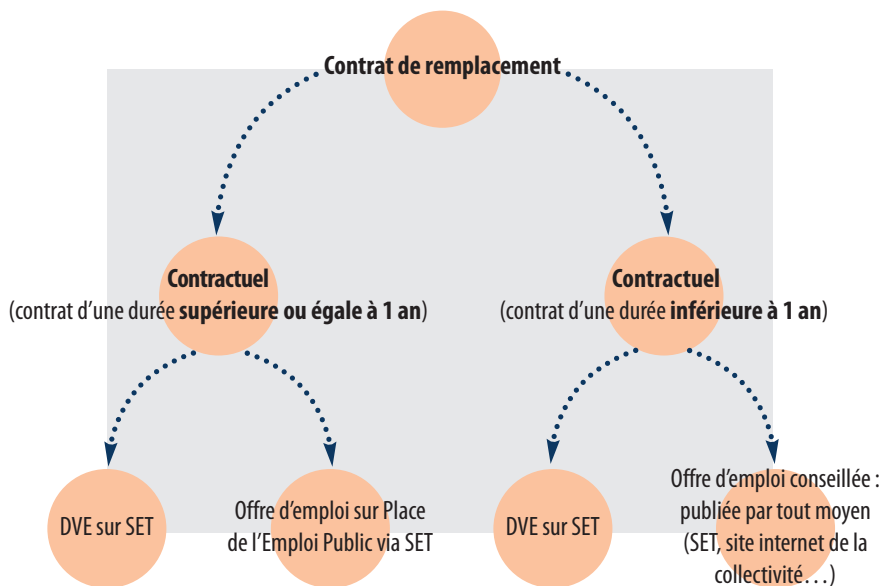 Contrat de remplacement
Contractuel
(contrat d'une durée supérieure ou égale à 1 an)
Contractuel
(contrat d'une durée inférieure à 1 an)
DVE sur SET
Offre d'emploi sur Place
de l'Emploi Public via SET
DVE sur SET
Offre d'emploi conseillée :
publiée par tout moyen
(SET, site internet de la
collectivité…)